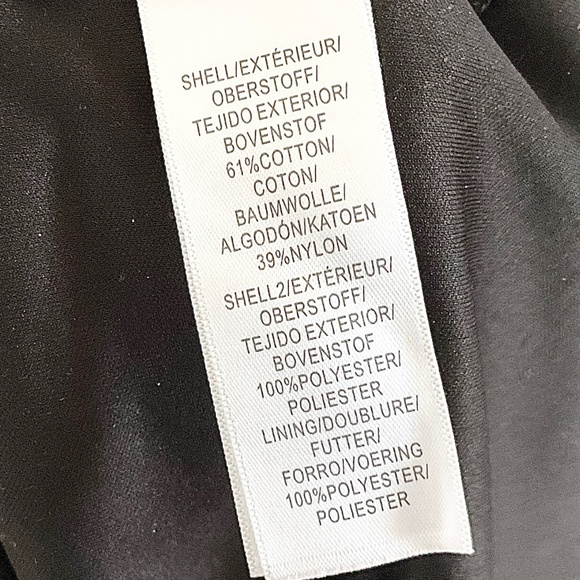 SHELL/EXTÉRIEUR/
OBERSTOFF/
TEJIDO EXTERIOR/
BOVENSTOF
61%COTTON/
COTON/
BAUMWOLLE/
ALGODÓN/KATOEN
39%NYLON
SHELL2/EXTÉRIEUR/
OBERSTOFF/
TEJIDO EXTERIOR/
BOVENSTOF
100%POLYESTER/
POLIESTER
LINING/DOUBLURE/
FUTTER/
FORRO/VOERING
100%POLYESTER/
POLIESTER